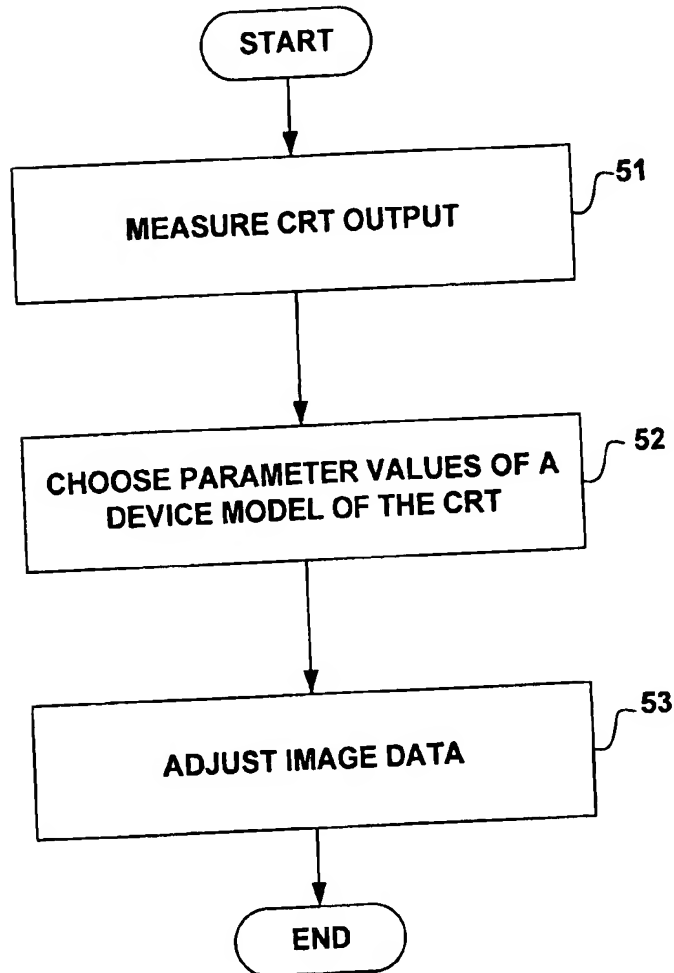 START
MEASURE CRT OUTPUT
51
CHOOSE PARAMETER VALUES OF A
DEVICE MODEL OF THE CRT
52
ADJUST IMAGE DATA
53
END